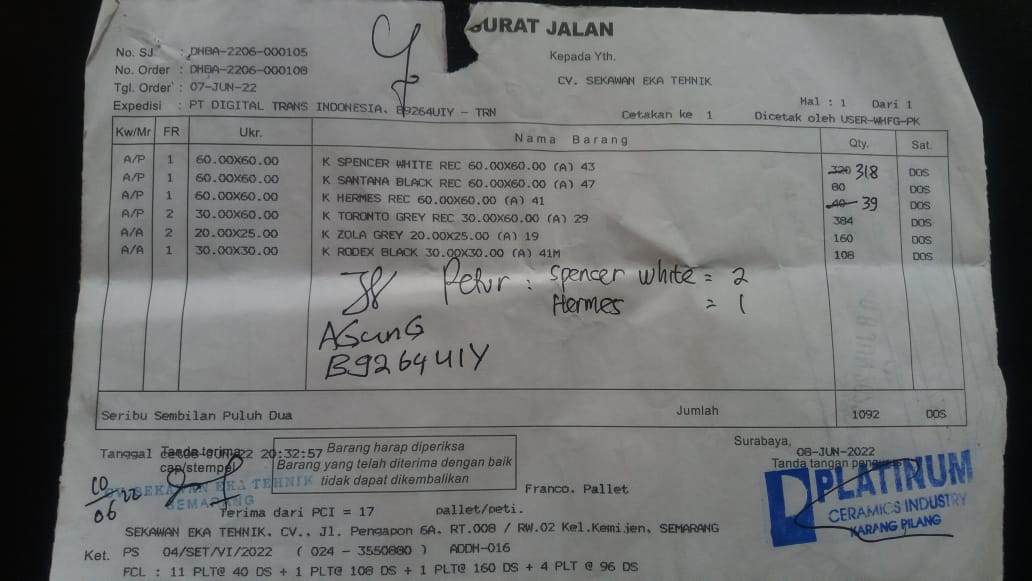 SURAT JALAN
No. SJ : DHBA-2206-000105
No. Order : DHBA-2206-000108
Tgl. Order : 07-JUN-22
Expedisi : PT DIGITAL TRANS INDONESIA. B9264UIY - TRN
Kepada Yth.
CV. SEKAWAN EKA TEHNIK
Hal : 1 Dari 1
Cetakan ke 1 Dicetak oleh USER-WHFG-PK
Kw/Mr FR Ukr. Nama Barang Qty. Sat.
A/P 1 60.00X60.00 K SPENCER WHITE REC 60.00X60.00 (A) 43 320 318 DOS
A/P 1 60.00X60.00 K SANTANA BLACK REC 60.00X60.00 (A) 47 80 DOS
A/P 1 60.00X60.00 K HERMES REC 60.00X60.00 (A) 41 40 39 DOS
A/P 2 30.00X60.00 K TORONTO GREY REC 30.00X60.00 (A) 29 384 DOS
A/A 2 20.00X25.00 K ZOLA GREY 20.00X25.00 (A) 19 160 DOS
A/A 1 30.00X30.00 K RODEX BLACK 30.00X30.00 (A) 41M 108 DOS
Retur : Spencer white = 2
Hermes = 1
AGunG
B9264UIY
Seribu Sembilan Puluh Dua Jumlah 1092 DOS
Tanggal 22 20:32:57
Tanda terima
cap/stempel
Barang harap diperiksa
Barang yang telah diterima dengan baik
tidak dapat dikembalikan
Surabaya,
08-JUN-2022
Tanda tangan
CV. SEKAWAN EKA TEHNIK
SEMARANG
06 22
Franco. Pallet
Terima dari PCI = 17 pallet/peti.
PLATINUM
CERAMICS INDUSTRY
KARANG PILANG
SEKAWAN EKA TEHNIK. CV., Jl. Pengapon 6A. RT.008 / RW.02 Kel.Kemijen, SEMARANG
Ket. PS 04/SET/VI/2022 ( 024 - 3550880 ) ADDM-016
FCL : 11 PLT@ 40 DS + 1 PLT@ 108 DS + 1 PLT@ 160 DS + 4 PLT @ 96 DS